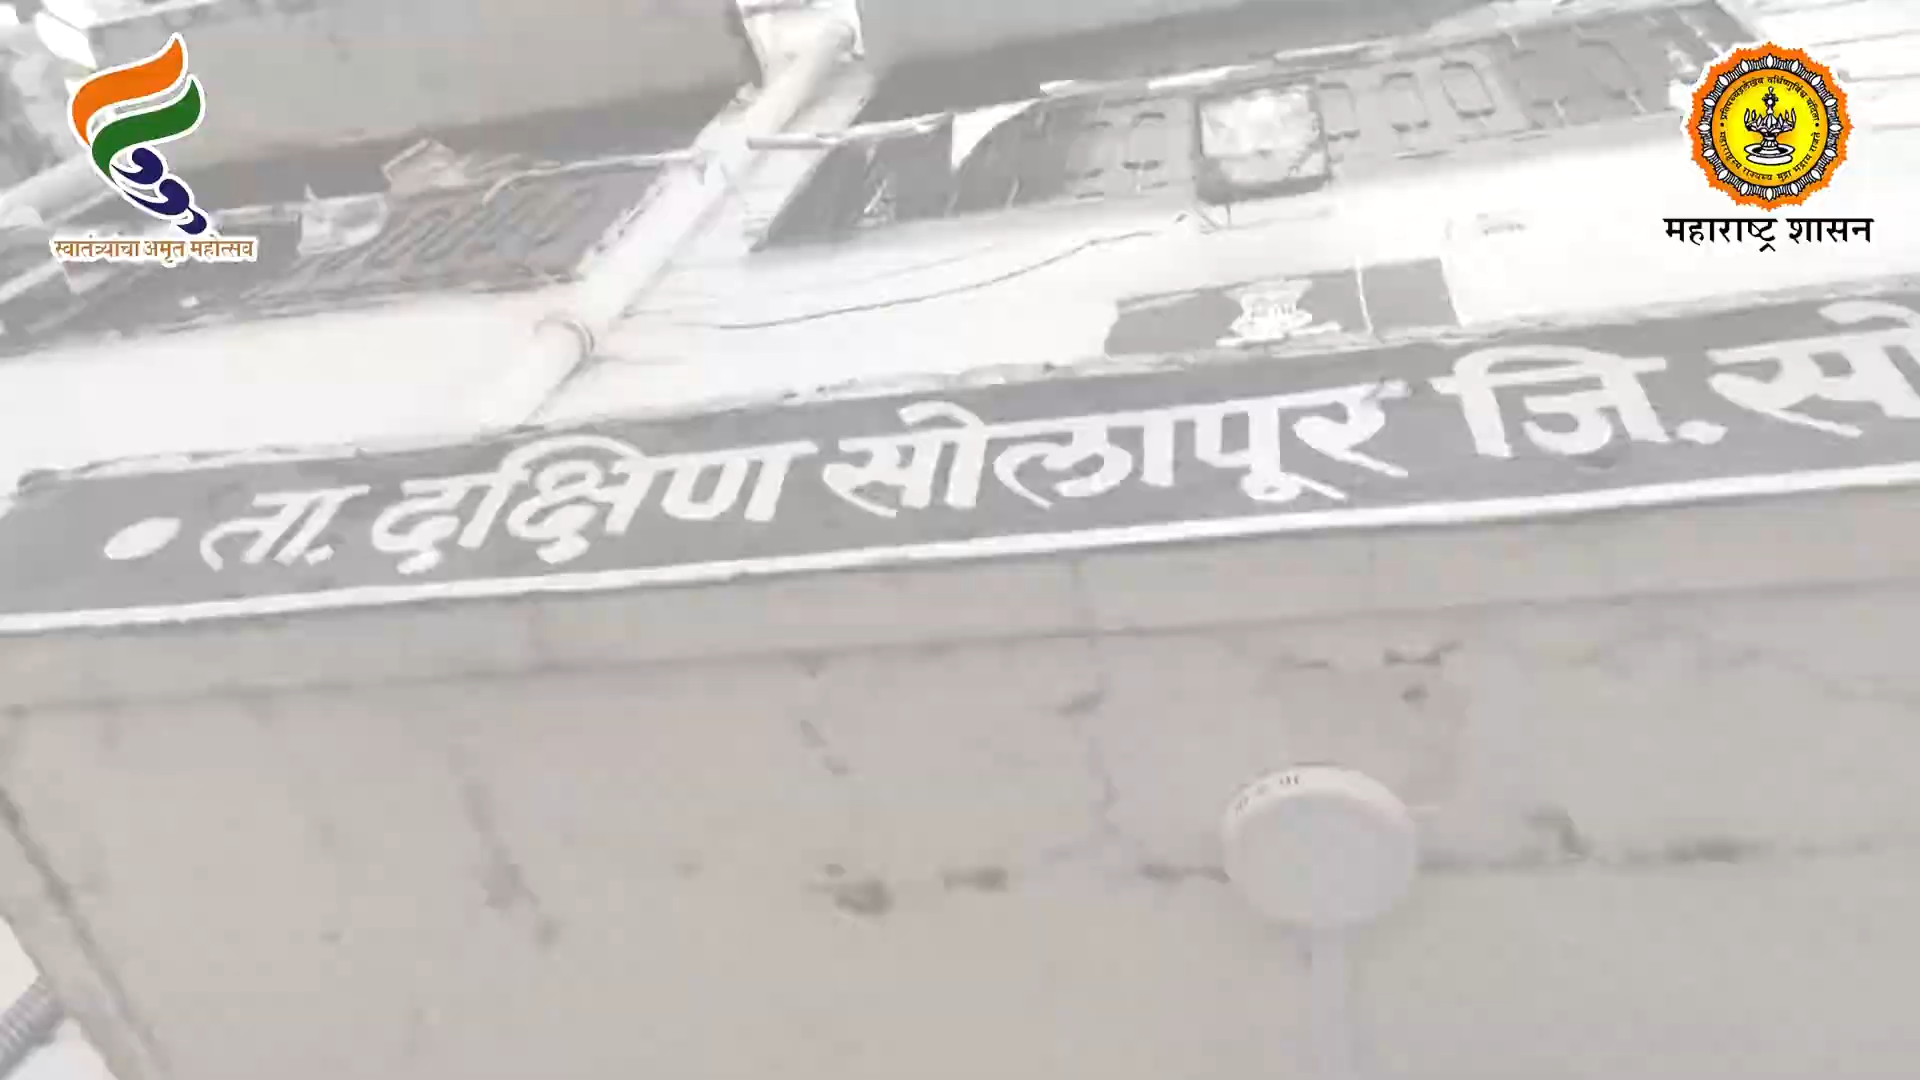 स्वातंत्र्याचा अमृत महोत्सव
महाराष्ट्र शासन
• ता. दक्षिण सोलापूर जि.